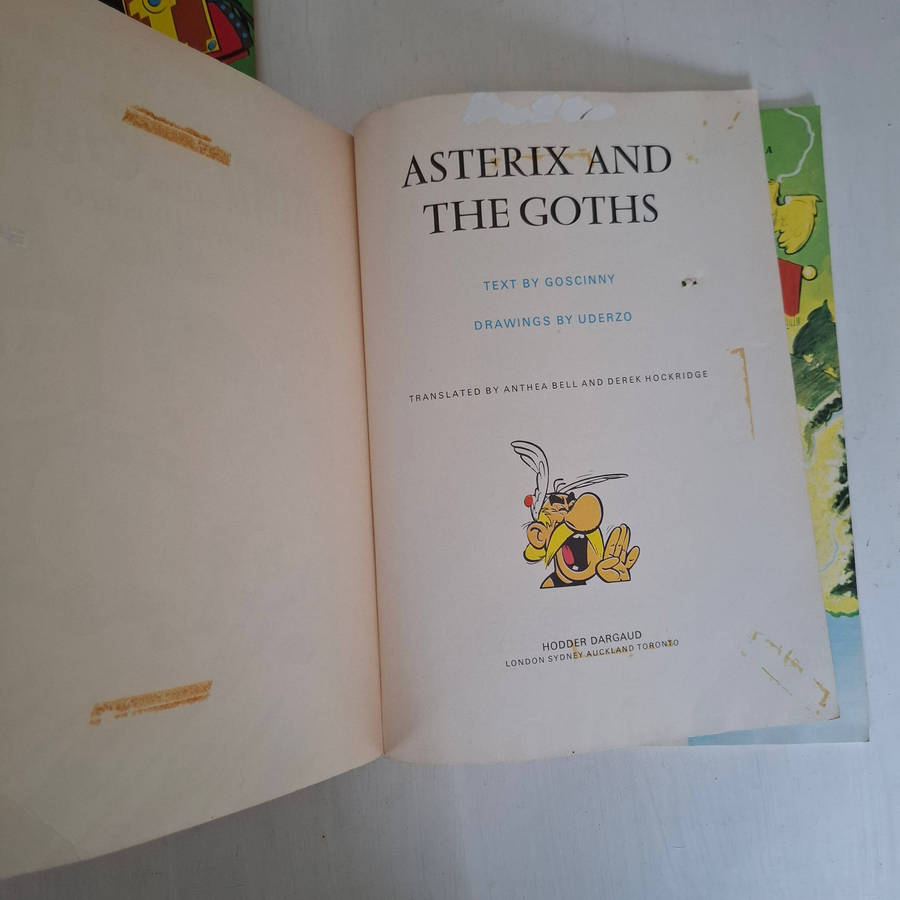 ASTERIX AND
THE GOTHS
TEXT BY GOSCINNY
DRAWINGS BY UDERZO
TRANSLATED BY ANTHEA BELL AND DEREK HOCKRIDGE
HODDER DARGAUD
LONDON SYDNEY AUCKLAND TORONTO
A